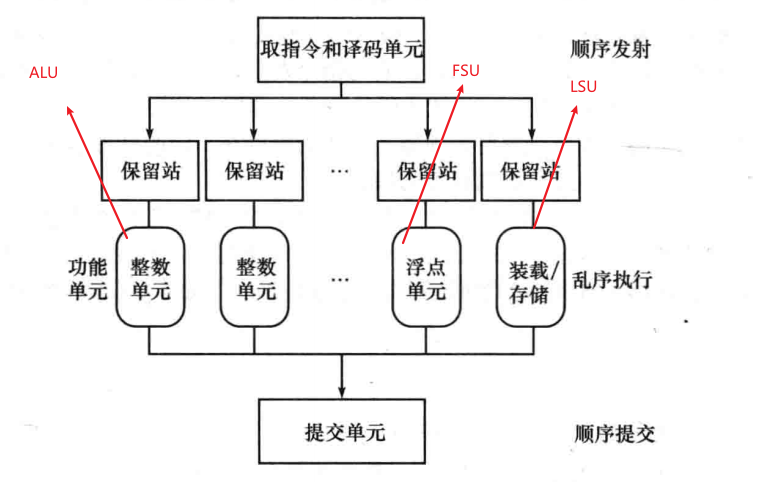 取指令和译码单元
顺序发射
ALU
FSU
LSU
保留站
保留站
...
保留站
保留站
功能
单元
整数
单元
整数
单元
...
浮点
单元
装载/
存储
乱序执行
提交单元
顺序提交